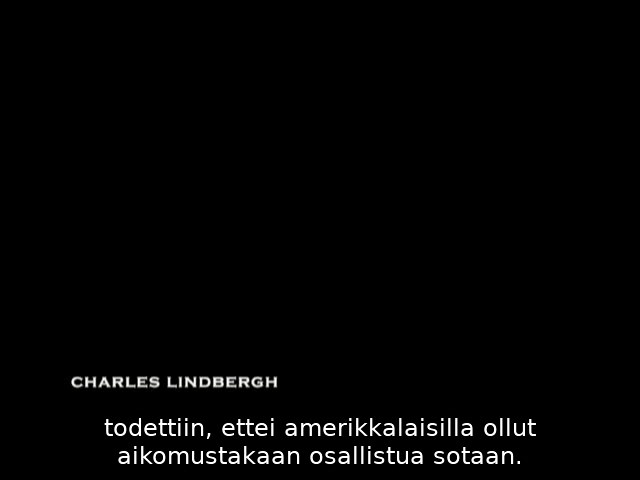 CHARLES LINDBERGH
todettiin, ettei amerikkalaisilla ollut
aikomustakaan osallistua sotaan.